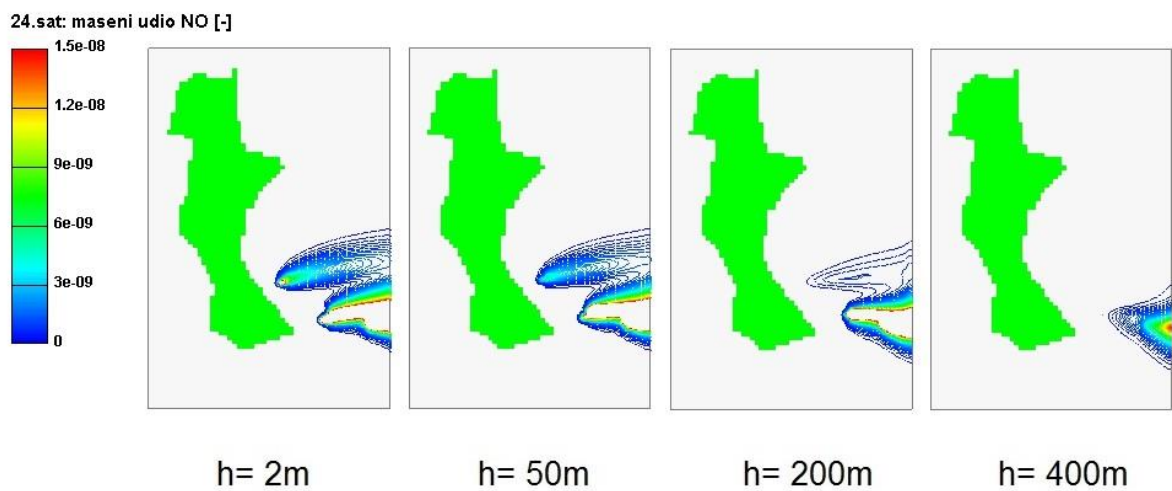 24.sat: maseni udio NO [-]
1.5e-08
1.2e-08
9e-09
6e-09
3e-09
0
h= 2m
h= 50m
h= 200m
h= 400m